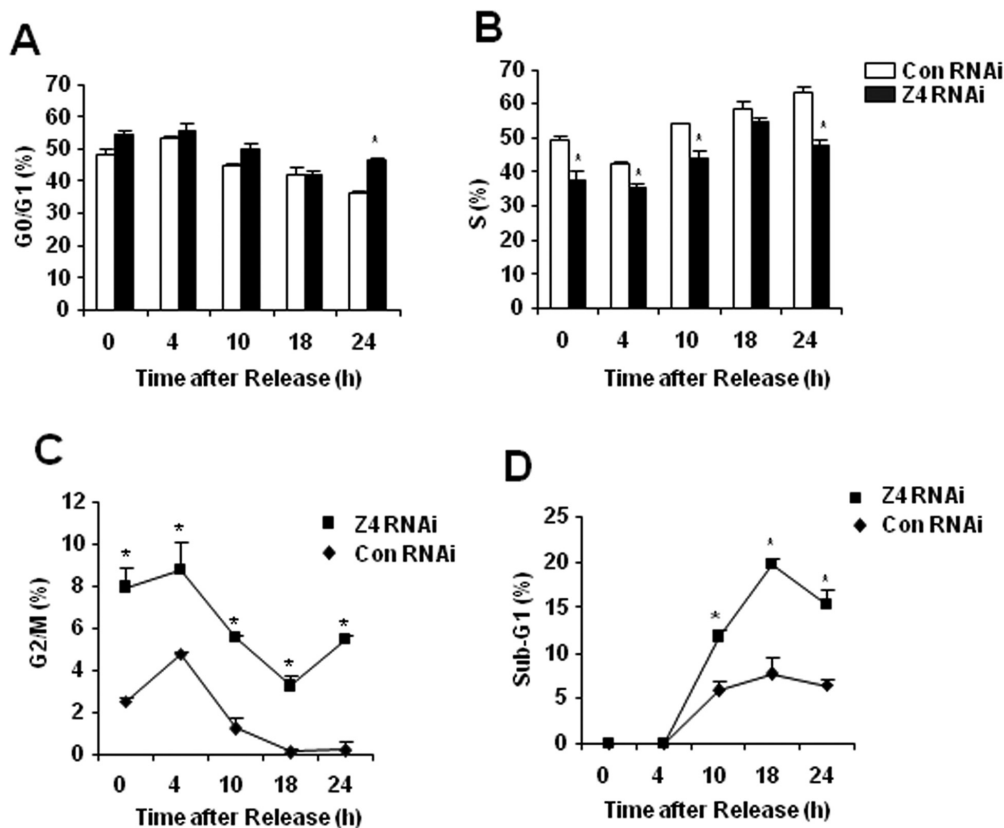 A
G0/G1 (%)
70
60
50
40
30
20
10
0
*
0 4 10 18 24
Time after Release (h)
B
S (%)
70
60
50
40
30
20
10
0
* * * *
0 4 10 18 24
Time after Release (h)
Con RNAi
Z4 RNAi
C
G2/M (%)
12
10
8
6
4
2
0
* * * * *
Z4 RNAi
Con RNAi
0 4 10 18 24
Time after Release (h)
D
Sub-G1 (%)
25
20
15
10
5
0
* * *
Z4 RNAi
Con RNAi
0 4 10 18 24
Time after Release (h)